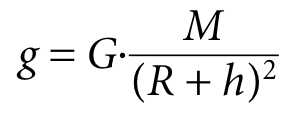 g = G·M/(R + h)²